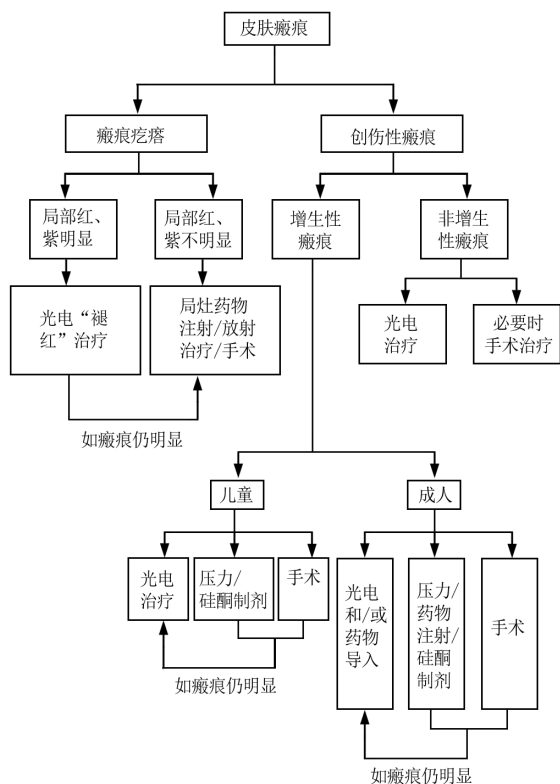 皮肤瘢痕
瘢痕疙瘩
创伤性瘢痕
局部红、
紫明显
局部红、
紫不明显
增生性
瘢痕
非增生
性瘢痕
光电“褪
红”治疗
局灶药物
注射/放射
治疗/手术
光电
治疗
必要时
手术治疗
如瘢痕仍明显
儿童
成人
光电
治疗
压力/
硅酮制剂
手术
光电
和/或
药物
导入
压力/
药物
注射/
硅酮
制剂
手术
如瘢痕仍明显
如瘢痕仍明显